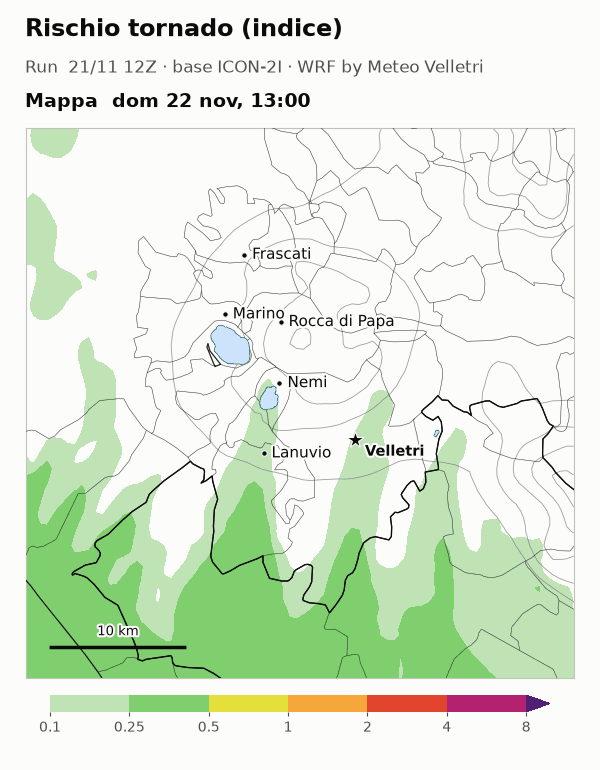 Rischio tornado (indice)
Run  21/11 12Z · base ICON-2I · WRF by Meteo Velletri
Mappa  dom 22 nov, 13:00
Frascati
Marino
Rocca di Papa
Nemi
Velletri
Lanuvio
10 km
0.1 0.25 0.5 1 2 4 8